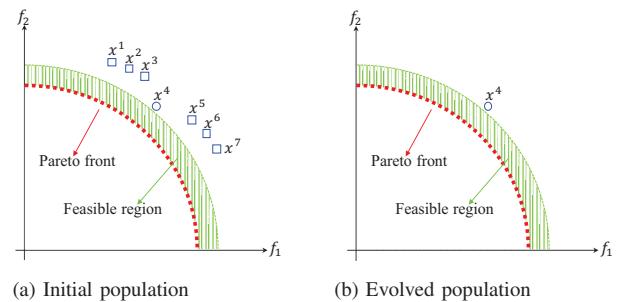 f₂
x¹
x²
x³
x⁴
x⁵
x⁶
x⁷
Pareto front
Feasible region
f₁
(a) Initial population
f₂
x⁴
Pareto front
Feasible region
f₁
(b) Evolved population